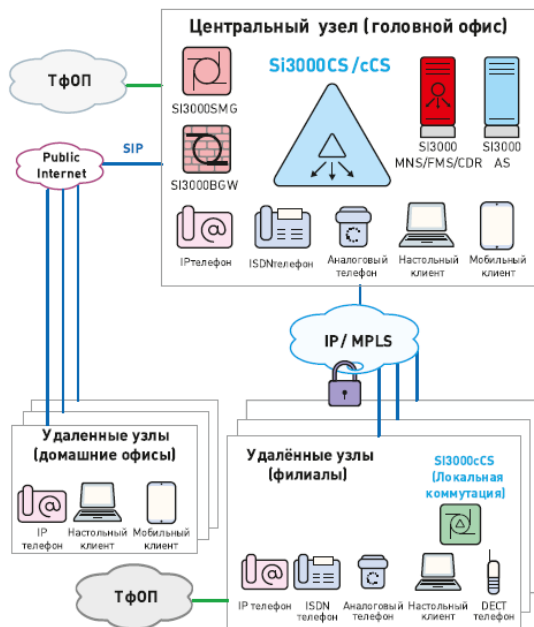 Центральный узел (головной офис)
ТфОП
SI3000SMG
Si3000CS /cCS
SI3000
MNS/FMS/CDR
SI3000
AS
Public
Internet
SIP
SI3000BGW
IPтелефон
ISDNтелефон
Аналоговый
телефон
Настольный
клиент
Мобильный
клиент
IP/ MPLS
Удаленные узлы
(домашние офисы)
IP
телефон
Настольный
клиент
Мобильный
клиент
Удалённые узлы
(филиалы)
SI3000cCS
(Локальная
коммутация)
ТфОП
IP телефон
ISDN
телефон
Аналоговый
телефон
Настольный
клиент
DECT
телефон